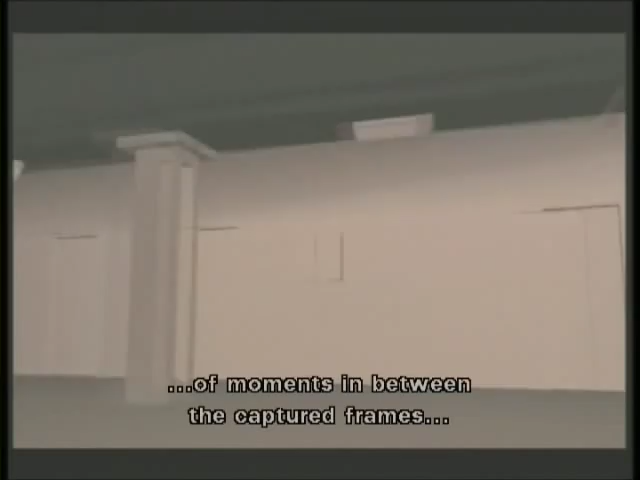 ...of moments in between
the captured frames...